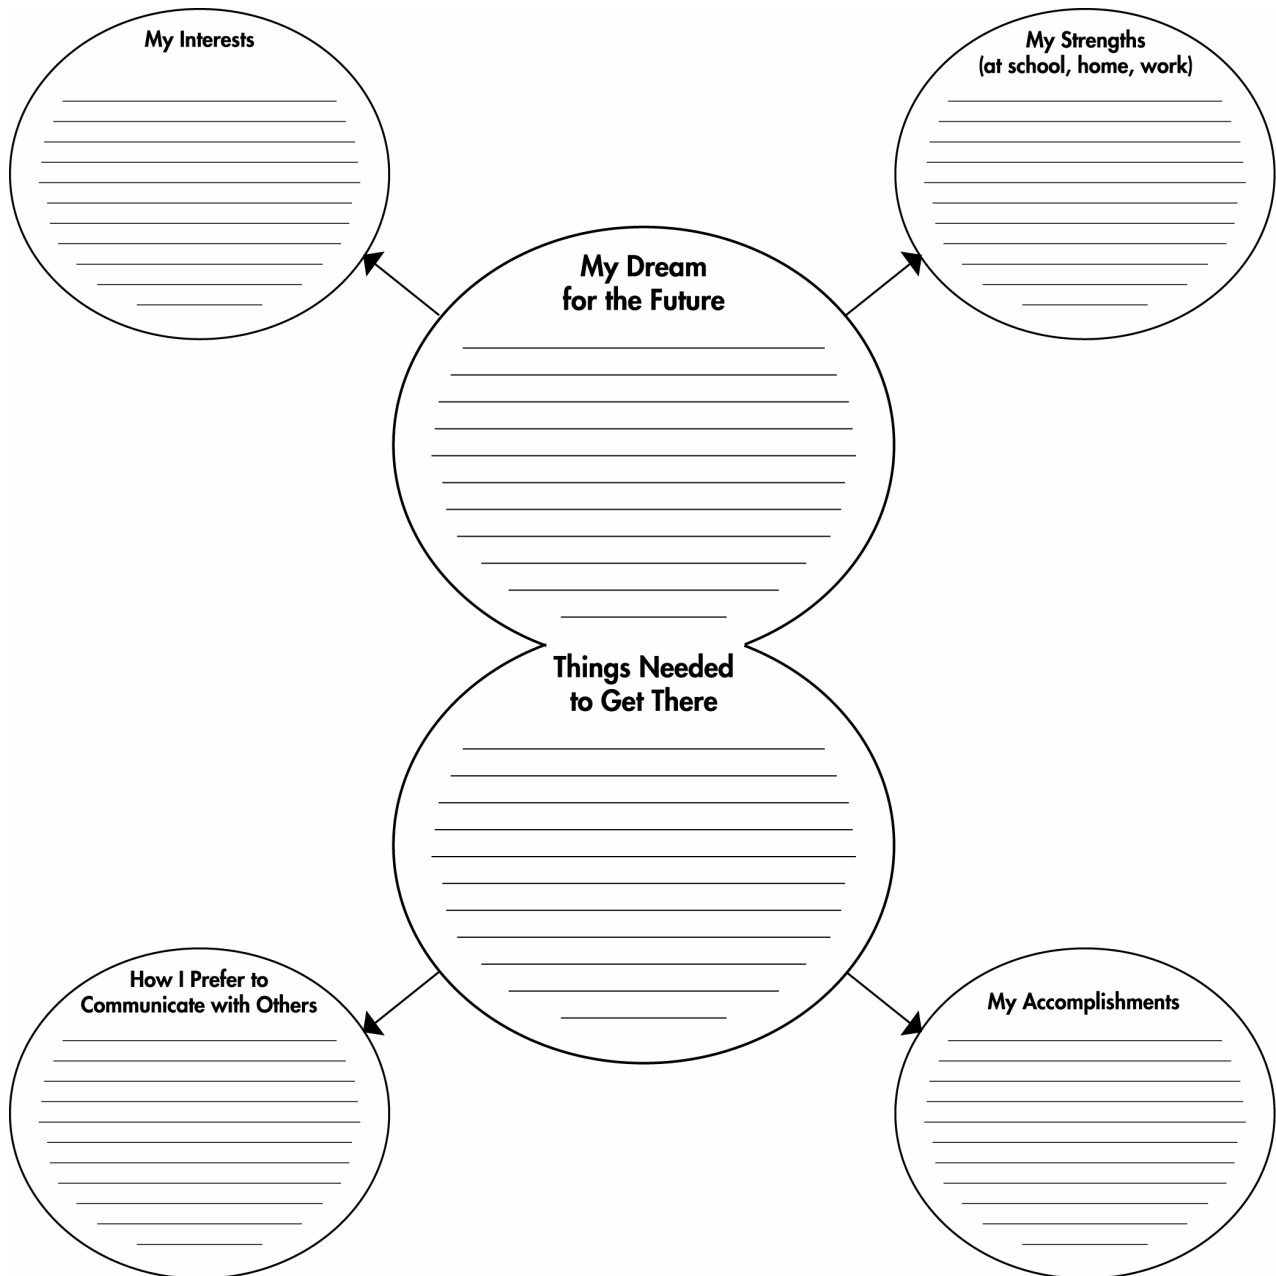 My Interests
My Strengths
(at school, home, work)
My Dream
for the Future
Things Needed
to Get There
How I Prefer to
Communicate with Others
My Accomplishments